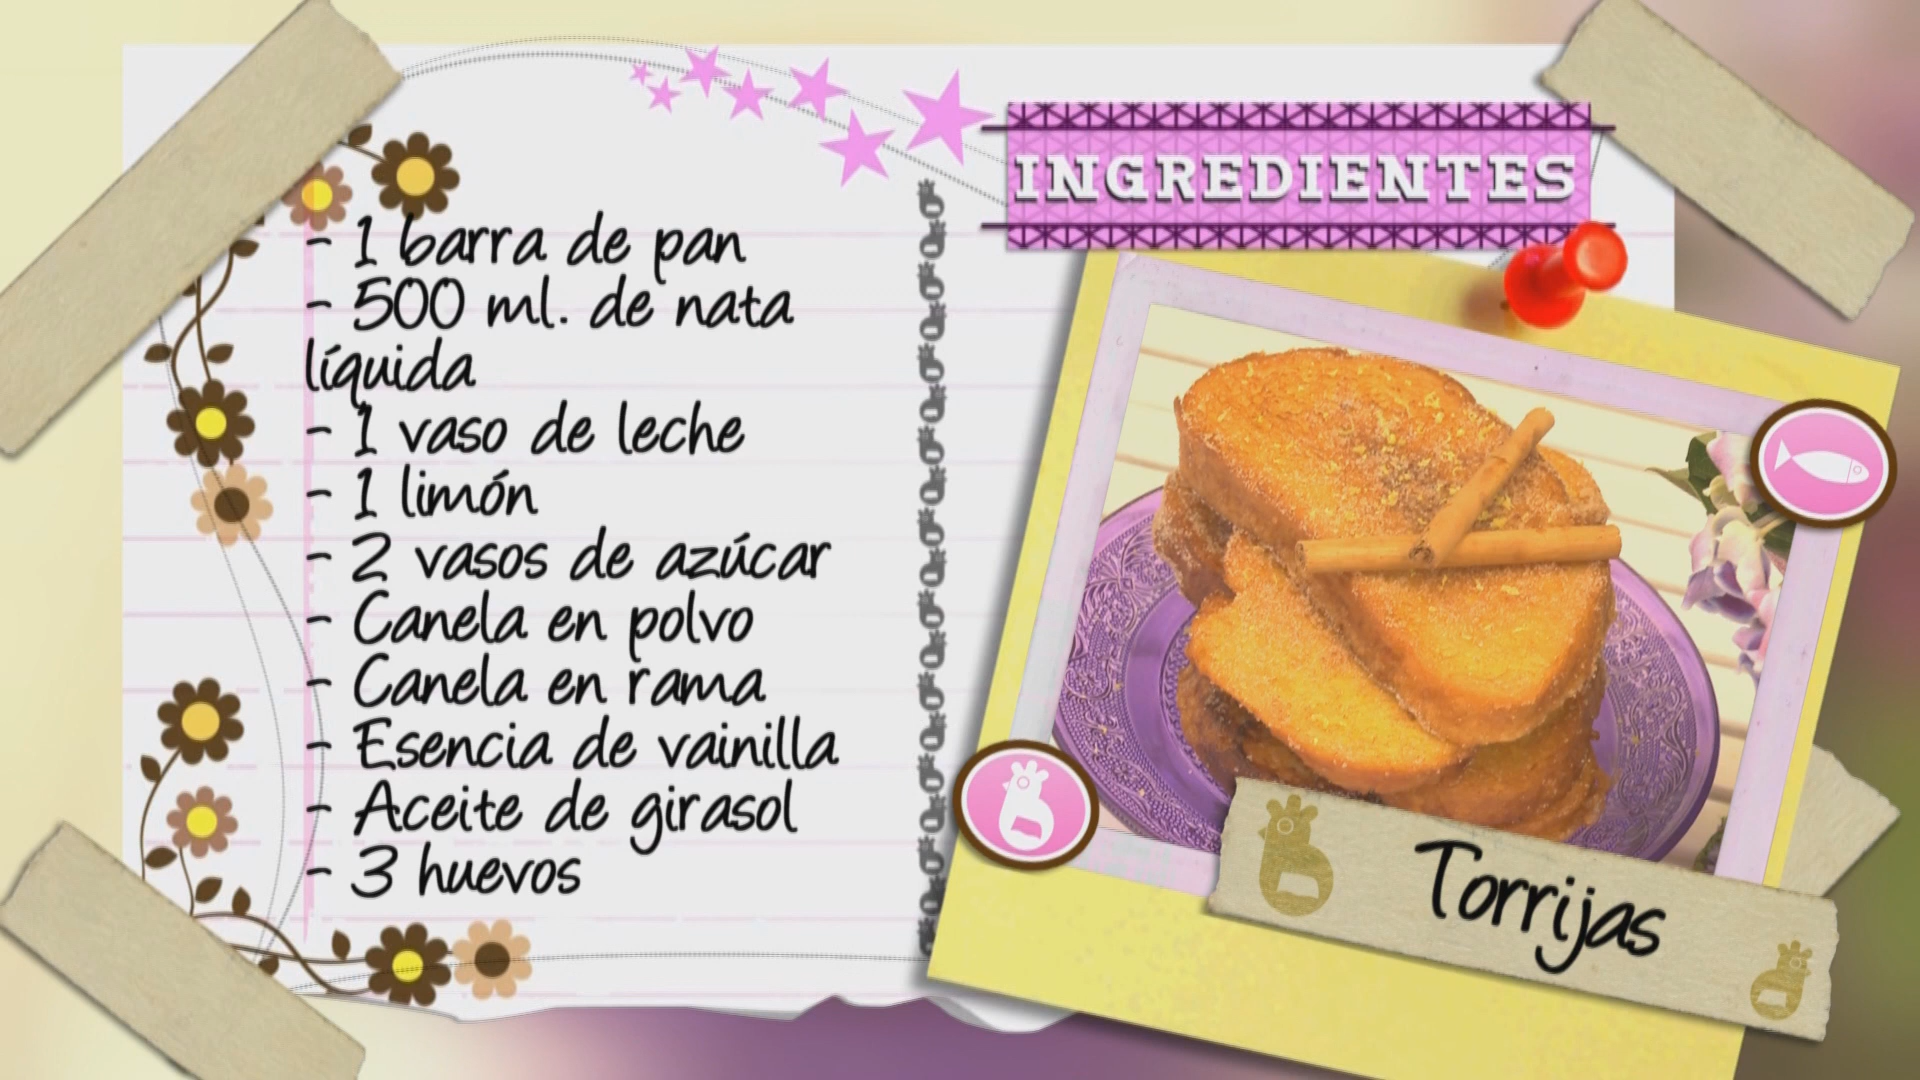 INGREDIENTES
- 1 barra de pan
- 500 ml. de nata
líquida
- 1 vaso de leche
- 1 limón
- 2 vasos de azúcar
- Canela en polvo
- Canela en rama
- Esencia de vainilla
- Aceite de girasol
- 3 huevos
Torrijas